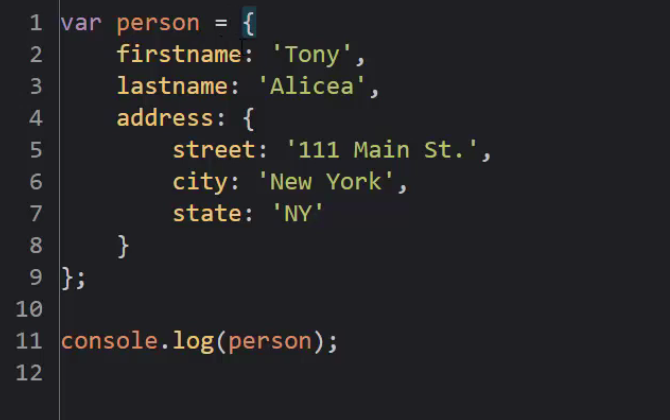 1 var person = {
2     firstname: 'Tony',
3     lastname: 'Alicea',
4     address: {
5         street: '111 Main St.',
6         city: 'New York',
7         state: 'NY'
8     }
9 };
10
11 console.log(person);
12